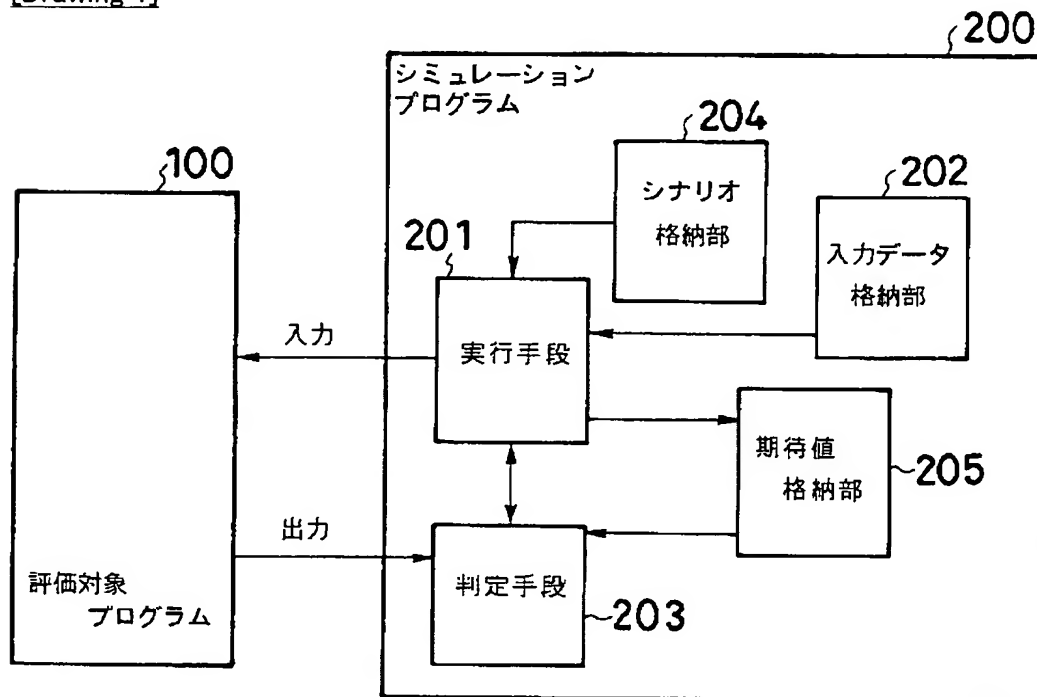 200
シミュレーション
プログラム
204
シナリオ
格納部
202
入力データ
格納部
100
201
実行手段
入力
期待値
格納部
205
出力
判定手段
203
評価対象
プログラム